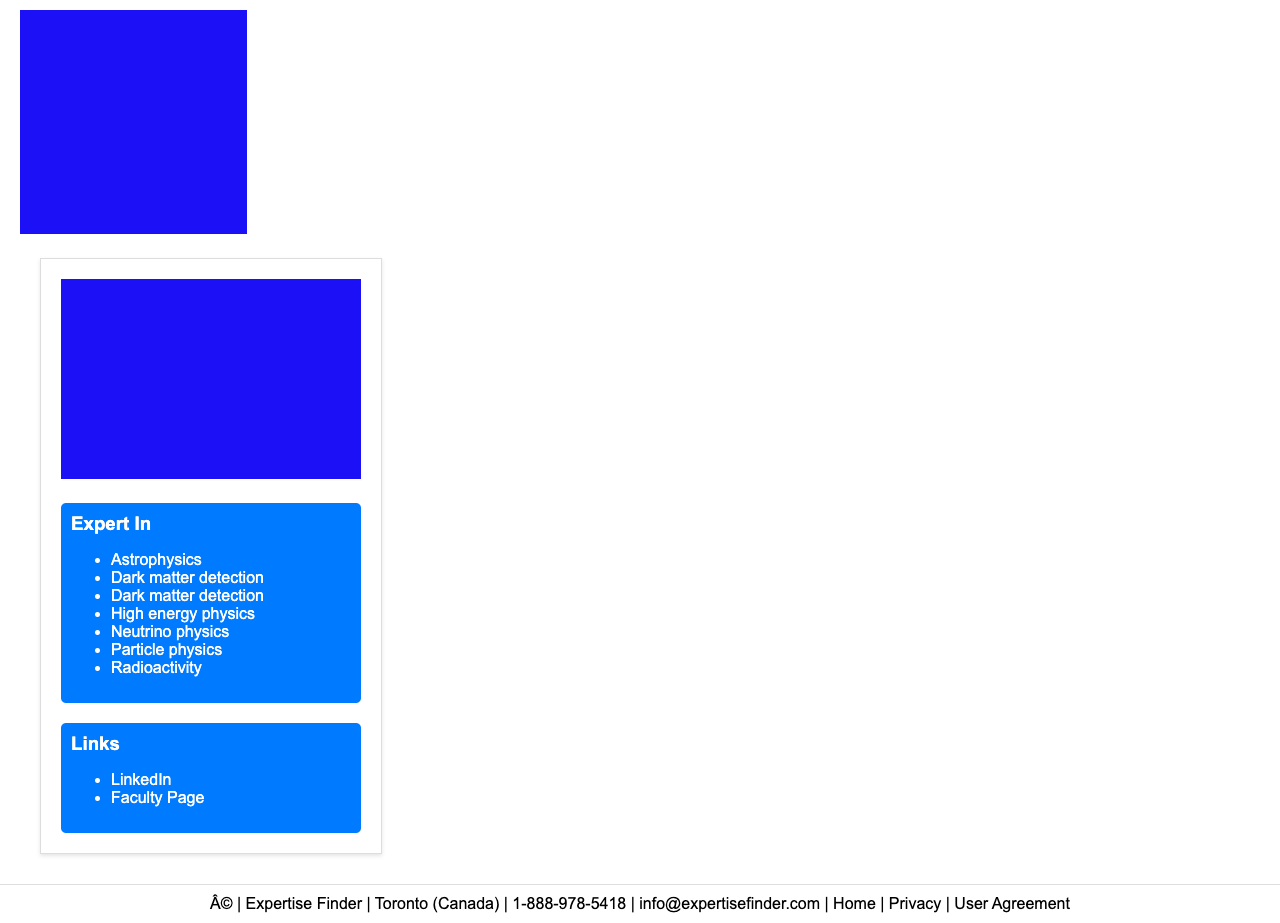 Expert In
Astrophysics
Dark matter detection
Dark matter detection
High energy physics
Neutrino physics
Particle physics
Radioactivity
Links
LinkedIn
Faculty Page
Â© | Expertise Finder | Toronto (Canada) | 1-888-978-5418 | info@expertisefinder.com | Home | Privacy | User Agreement